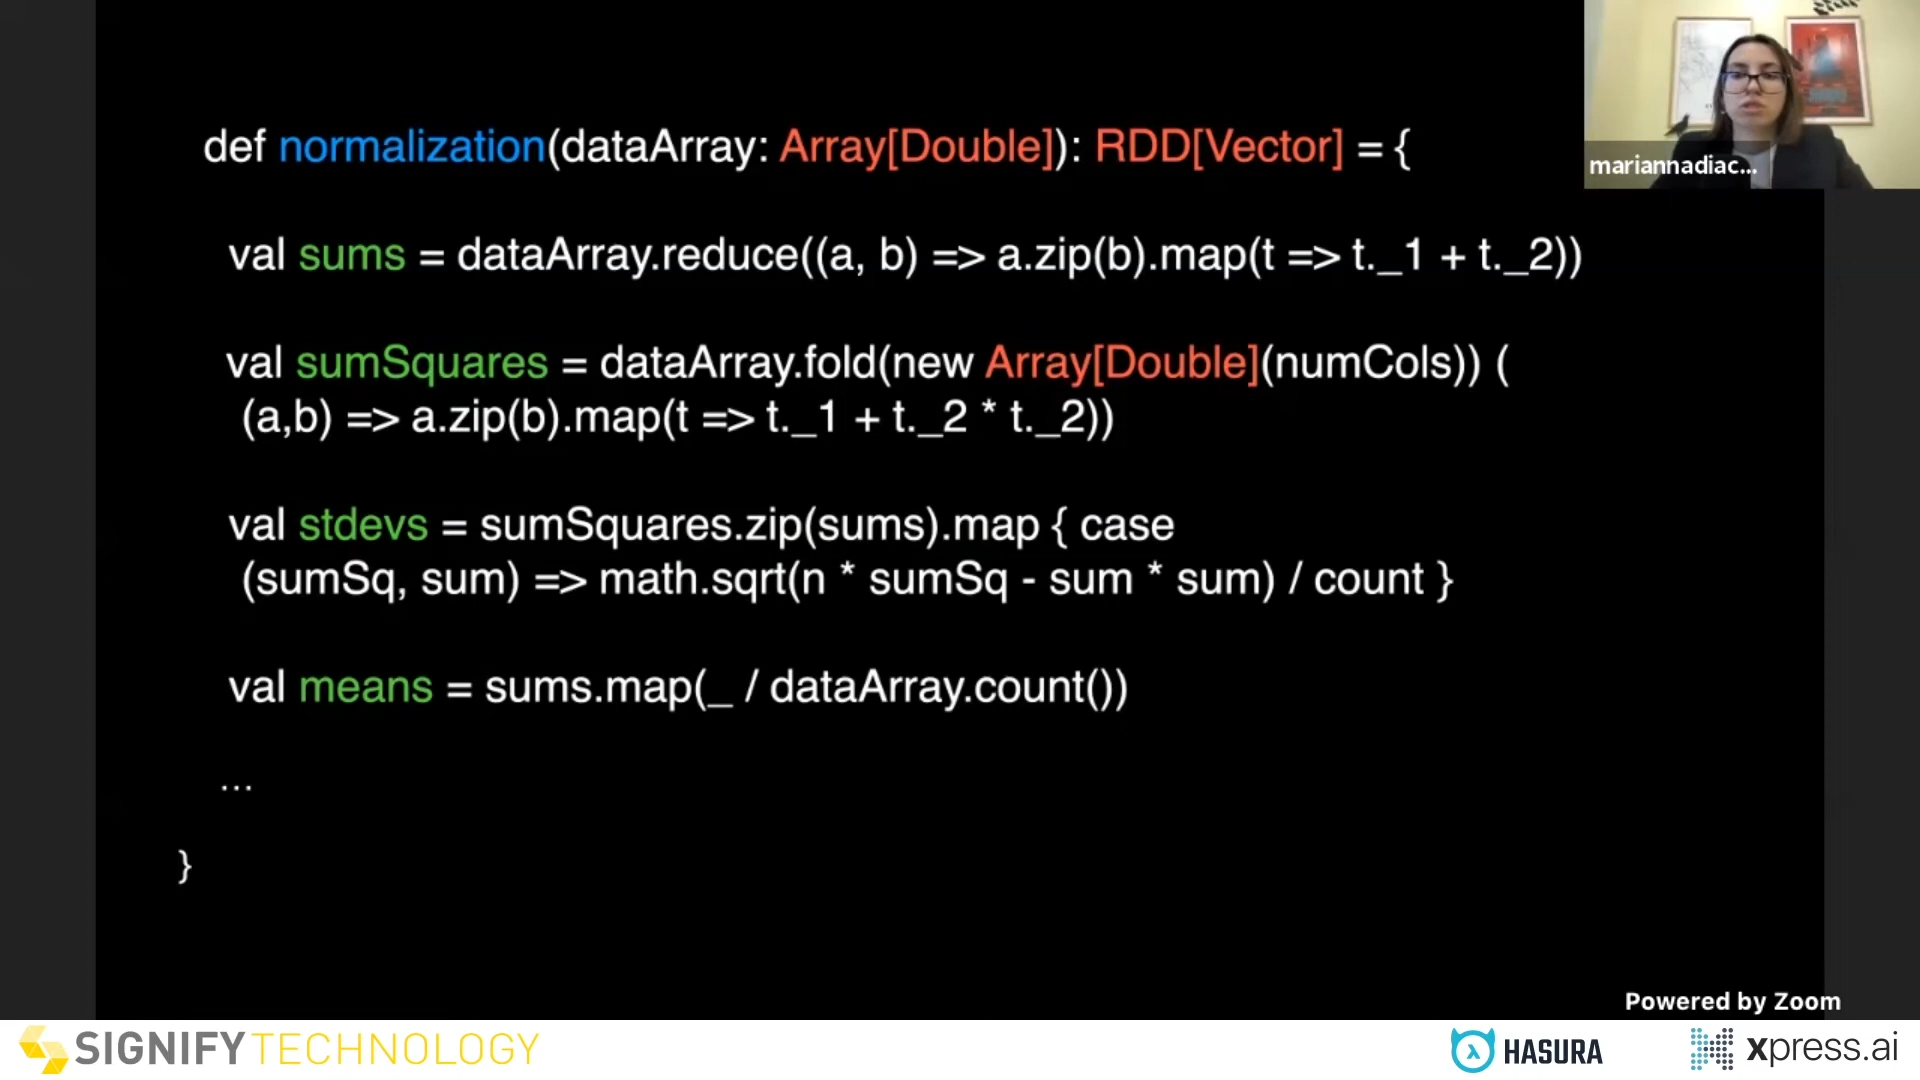 def normalization(dataArray: Array[Double]): RDD[Vector] = {
val sums = dataArray.reduce((a, b) => a.zip(b).map(t => t._1 + t._2))
val sumSquares = dataArray.fold(new Array[Double](numCols)) (
(a,b) => a.zip(b).map(t => t._1 + t._2 * t._2))
val stdevs = sumSquares.zip(sums).map { case
(sumSq, sum) => math.sqrt(n * sumSq - sum * sum) / count }
val means = sums.map(_ / dataArray.count())
...
}
mariannadiac...
Powered by Zoom
SIGNIFY TECHNOLOGY
HASURA
xpress.ai